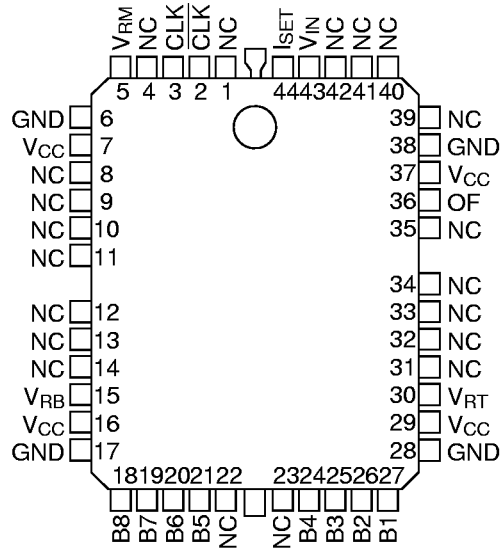 VRM NC CLK CLK NC ISET VIN NC NC NC
5 4 3 2 1 44 43 42 41 40
GND 6 39 NC
VCC 7 38 GND
NC 8 37 VCC
NC 9 36 OF
NC 10 35 NC
NC 11
34 NC
NC 12 33 NC
NC 13 32 NC
NC 14 31 NC
VRB 15 30 VRT
VCC 16 29 VCC
GND 17 28 GND
18 19 20 21 22 23 24 25 26 27
B8 B7 B6 B5 NC NC B4 B3 B2 B1